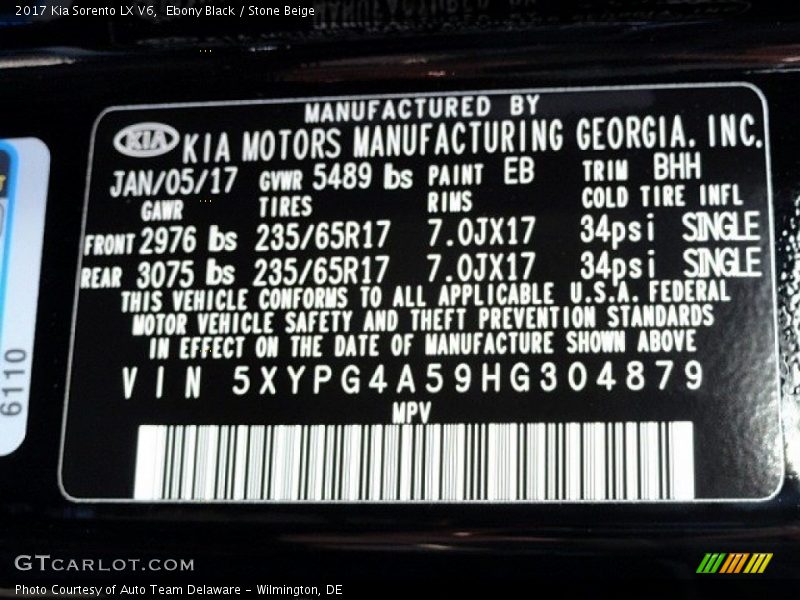 2017 Kia Sorento LX V6, Ebony Black / Stone Beige
MANUFACTURED BY
KIA KIA MOTORS MANUFACTURING GEORGIA. INC.
JAN/05/17 GVWR 5489 lbs PAINT EB TRIM BHH
GAWR TIRES RIMS COLD TIRE INFL
FRONT 2976 lbs 235/65R17 7.0JX17 34psi SINGLE
REAR 3075 lbs 235/65R17 7.0JX17 34psi SINGLE
THIS VEHICLE CONFORMS TO ALL APPLICABLE U.S.A. FEDERAL
MOTOR VEHICLE SAFETY AND THEFT PREVENTION STANDARDS
IN EFFECT ON THE DATE OF MANUFACTURE SHOWN ABOVE
VIN 5XYPG4A59HG304879
MPV
6110
GTCARLOT.COM
Photo Courtesy of Auto Team Delaware - Wilmington, DE